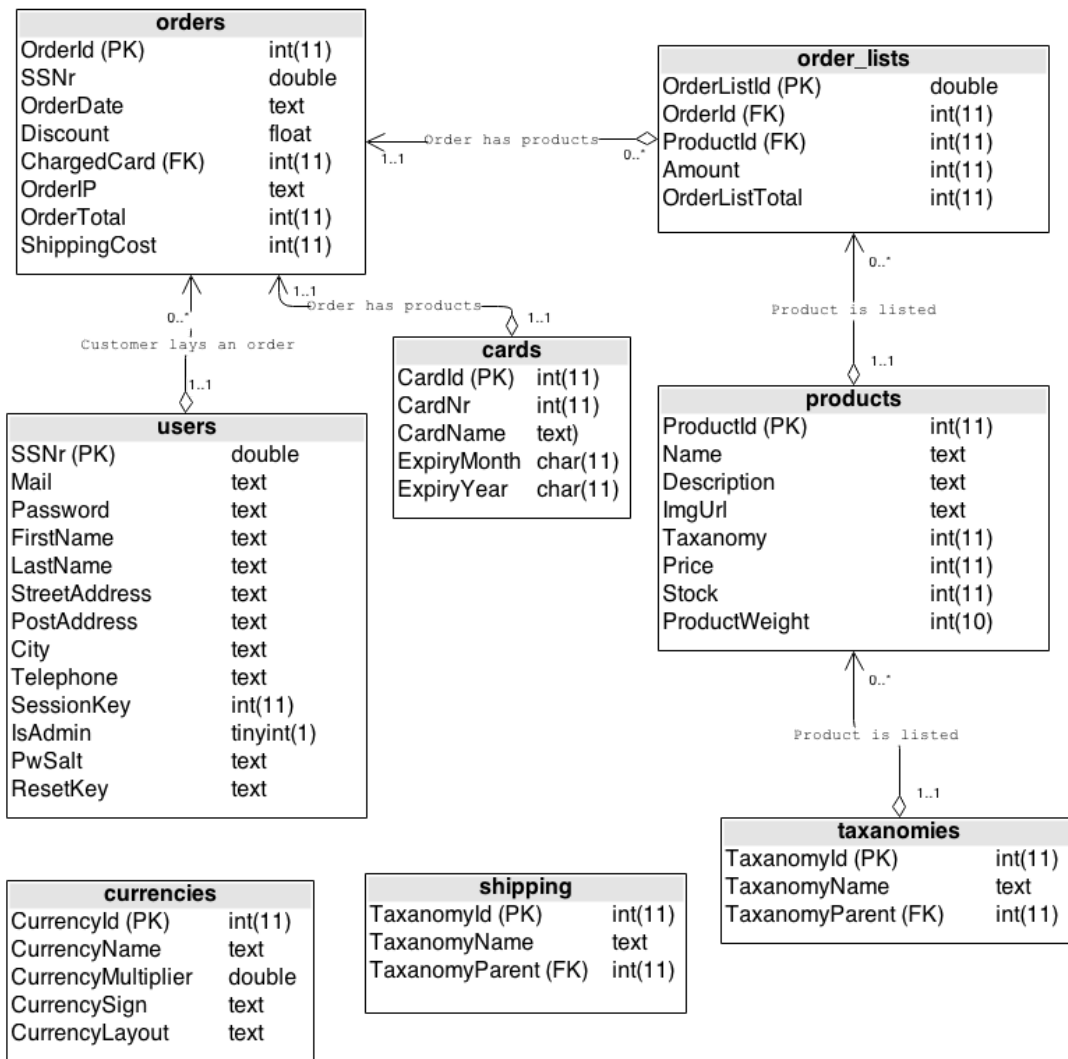 orders
OrderId (PK) int(11)
SSNr double
OrderDate text
Discount float
ChargedCard (FK) int(11)
OrderIP text
OrderTotal int(11)
ShippingCost int(11)
order_lists
OrderListId (PK) double
OrderId (FK) int(11)
ProductId (FK) int(11)
Amount int(11)
OrderListTotal int(11)
Order has products
1..1
0..*
0..*
Customer lays an order
1..1
1..1
Order has products
1..1
0..*
Product is listed
1..1
cards
CardId (PK) int(11)
CardNr int(11)
CardName text)
ExpiryMonth char(11)
ExpiryYear char(11)
users
SSNr (PK) double
Mail text
Password text
FirstName text
LastName text
StreetAddress text
PostAddress text
City text
Telephone text
SessionKey int(11)
IsAdmin tinyint(1)
PwSalt text
ResetKey text
products
ProductId (PK) int(11)
Name text
Description text
ImgUrl text
Taxanomy int(11)
Price int(11)
Stock int(11)
ProductWeight int(10)
0..*
Product is listed
1..1
taxanomies
TaxanomyId (PK) int(11)
TaxanomyName text
TaxanomyParent (FK) int(11)
currencies
CurrencyId (PK) int(11)
CurrencyName text
CurrencyMultiplier double
CurrencySign text
CurrencyLayout text
shipping
TaxanomyId (PK) int(11)
TaxanomyName text
TaxanomyParent (FK) int(11)